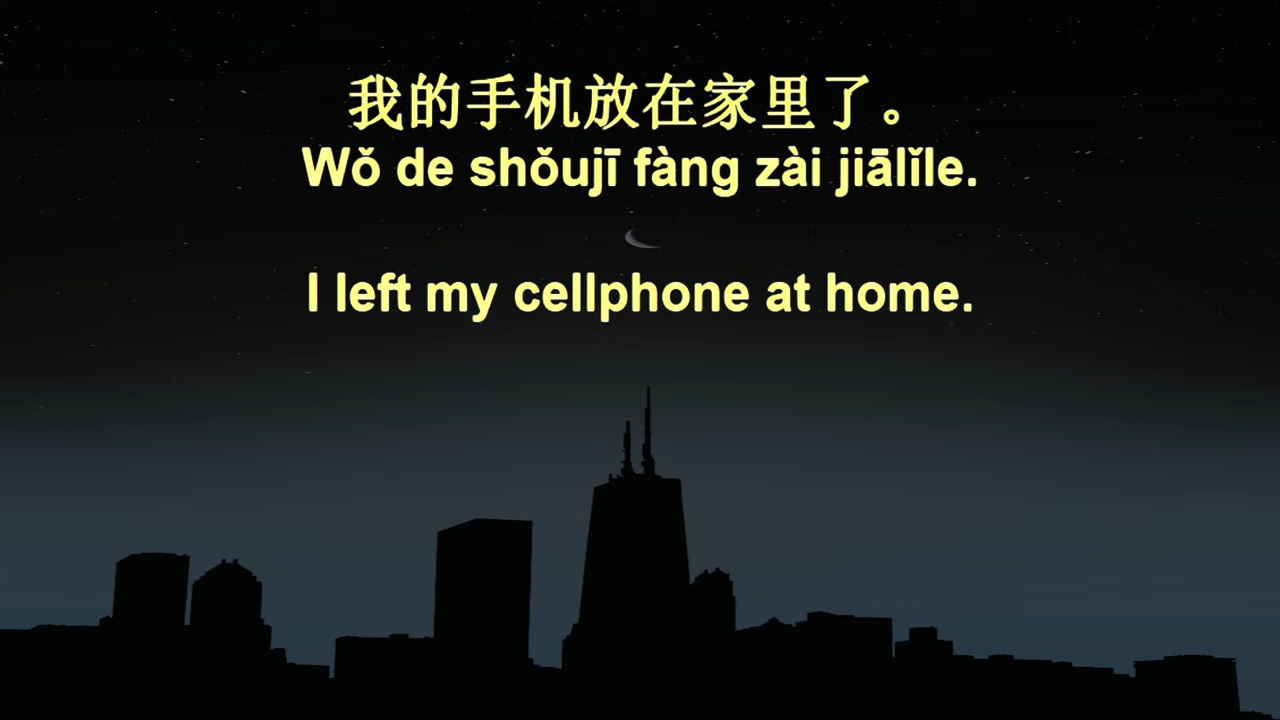 我的手机放在家里了。
Wǒ de shǒujī fàng zài jiālǐle.
I left my cellphone at home.